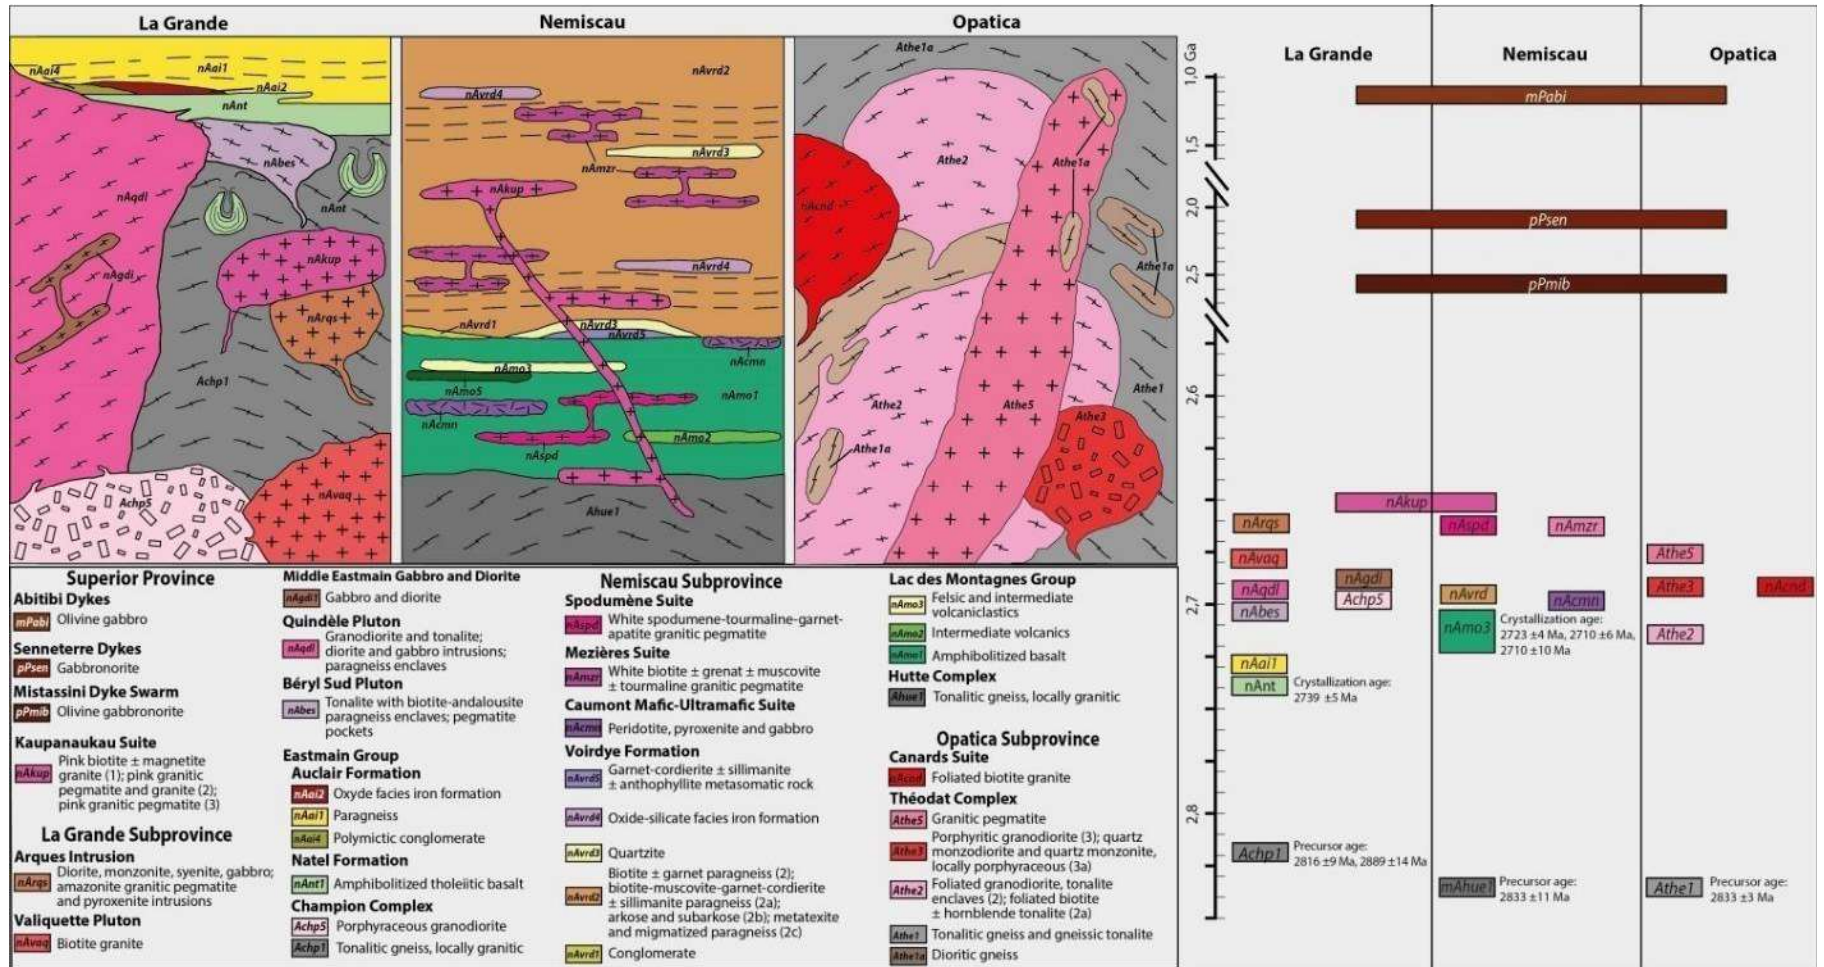 La Grande
Nemiscau
Opatica
nAai4
nAai1
nAai2
nAnt
nAbes
nAnt
nAqdl
nAgdi
nAkup
nArqs
Achp1
Achp5
nAvaq
nAvrd2
nAvrd4
nAvrd3
nAmzr
nAkup
nAvrd4
nAvrd1
nAvrd3
nAvrd5
nAcmn
nAmo3
nAmo5
nAmo1
nAcmn
nAmo2
nAspd
Ahue1
Athe1a
Athe2
Athe1a
nAcnd
Athe1a
Athe1
Athe2
Athe5
Athe3
Athe1a
La Grande
Nemiscau
Opatica
1,0 Ga
1,5
2,0
2,5
2,6
2,7
2,8
mPabi
pPsen
pPmib
nAkup
nArqs
nAspd
nAmzr
nAvaq
Athe5
nAqdl
nAgdi
Achp5
nAvrd
nAcmn
Athe3
nAcnd
nAbes
nAmo3
Crystallization age:
2723 ±4 Ma, 2710 ±6 Ma,
2710 ±10 Ma
Athe2
nAai1
nAnt
Crystallization age:
2739 ±5 Ma
Achp1
Precursor age:
2816 ±9 Ma, 2889 ±14 Ma
mAhue1
Precursor age:
2833 ±11 Ma
Athe1
Precursor age:
2833 ±3 Ma
Superior Province
Abitibi Dykes
mPabi Olivine gabbro
Senneterre Dykes
pPsen Gabbronorite
Mistassini Dyke Swarm
pPmib Olivine gabbronorite
Kaupanaukau Suite
nAkup Pink biotite ± magnetite
granite (1); pink granitic
pegmatite and granite (2);
pink granitic pegmatite (3)
La Grande Subprovince
Arques Intrusion
nArqs Diorite, monzonite, syenite, gabbro;
amazonite granitic pegmatite
and pyroxenite intrusions
Valiquette Pluton
nAvaq Biotite granite
Middle Eastmain Gabbro and Diorite
nAgdi1 Gabbro and diorite
Quindèle Pluton
nAqdl Granodiorite and tonalite;
diorite and gabbro intrusions;
paragneiss enclaves
Béryl Sud Pluton
nAbes Tonalite with biotite-andalousite
paragneiss enclaves; pegmatite
pockets
Eastmain Group
Auclair Formation
nAai2 Oxyde facies iron formation
nAai1 Paragneiss
nAai4 Polymictic conglomerate
Natel Formation
nAnt1 Amphibolitized tholeiitic basalt
Champion Complex
Achp5 Porphyraceous granodiorite
Achp1 Tonalitic gneiss, locally granitic
Nemiscau Subprovince
Spodumène Suite
nAspd White spodumene-tourmaline-garnet-
apatite granitic pegmatite
Mezières Suite
nAmzr White biotite ± grenat ± muscovite
± tourmaline granitic pegmatite
Caumont Mafic-Ultramafic Suite
nAcmn Peridotite, pyroxenite and gabbro
Voirdye Formation
nAvrd5 Garnet-cordierite ± sillimanite
± anthophyllite metasomatic rock
nAvrd4 Oxide-silicate facies iron formation
nAvrd3 Quartzite
nAvrd2 Biotite ± garnet paragneiss (2);
biotite-muscovite-garnet-cordierite
± sillimanite paragneiss (2a);
arkose and subarkose (2b); metatexite
and migmatized paragneiss (2c)
nAvrd1 Conglomerate
Lac des Montagnes Group
nAmo3 Felsic and intermediate
volcaniclastics
nAmo2 Intermediate volcanics
nAmo1 Amphibolitized basalt
Hutte Complex
Ahue1 Tonalitic gneiss, locally granitic
Opatica Subprovince
Canards Suite
nAcnd Foliated biotite granite
Théodat Complex
Athe5 Granitic pegmatite
Athe3 Porphyritic granodiorite (3); quartz
monzodiorite and quartz monzonite,
locally porphyraceous (3a)
Athe2 Foliated granodiorite, tonalite
enclaves (2); foliated biotite
± hornblende tonalite (2a)
Athe1 Tonalitic gneiss and gneissic tonalite
Athe1a Dioritic gneiss